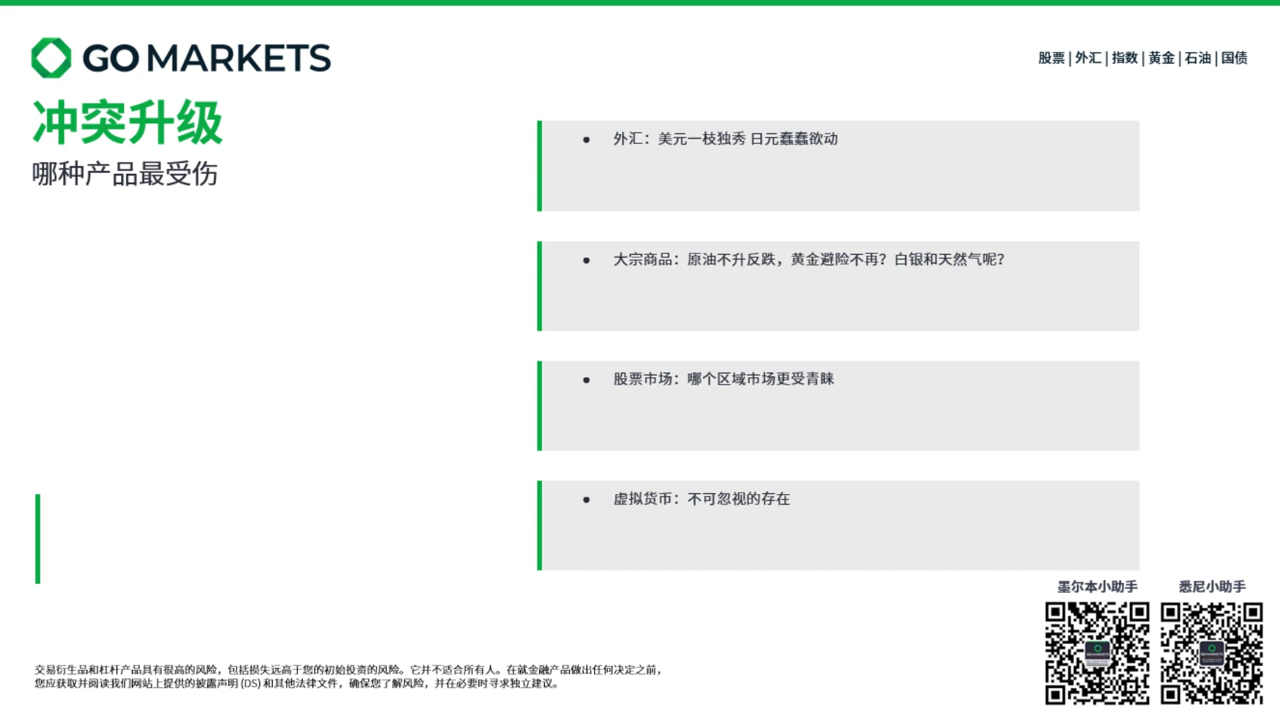 GO MARKETS
股票 | 外汇 | 指数 | 黄金 | 石油 | 国债
冲突升级
哪种产品最受伤
● 外汇：美元一枝独秀 日元蠢蠢欲动
● 大宗商品：原油不升反跌，黄金避险不再？白银和天然气呢？
● 股票市场：哪个区域市场更受青睐
● 虚拟货币：不可忽视的存在
墨尔本小助手
悉尼小助手
交易衍生品和杠杆产品具有很高的风险，包括损失远高于您的初始投资的风险。它并不适合所有人。在就金融产品做出任何决定之前，
您应获取并阅读我们网站上提供的披露声明 (DS) 和其他法律文件，确保您了解风险，并在必要时寻求独立建议。